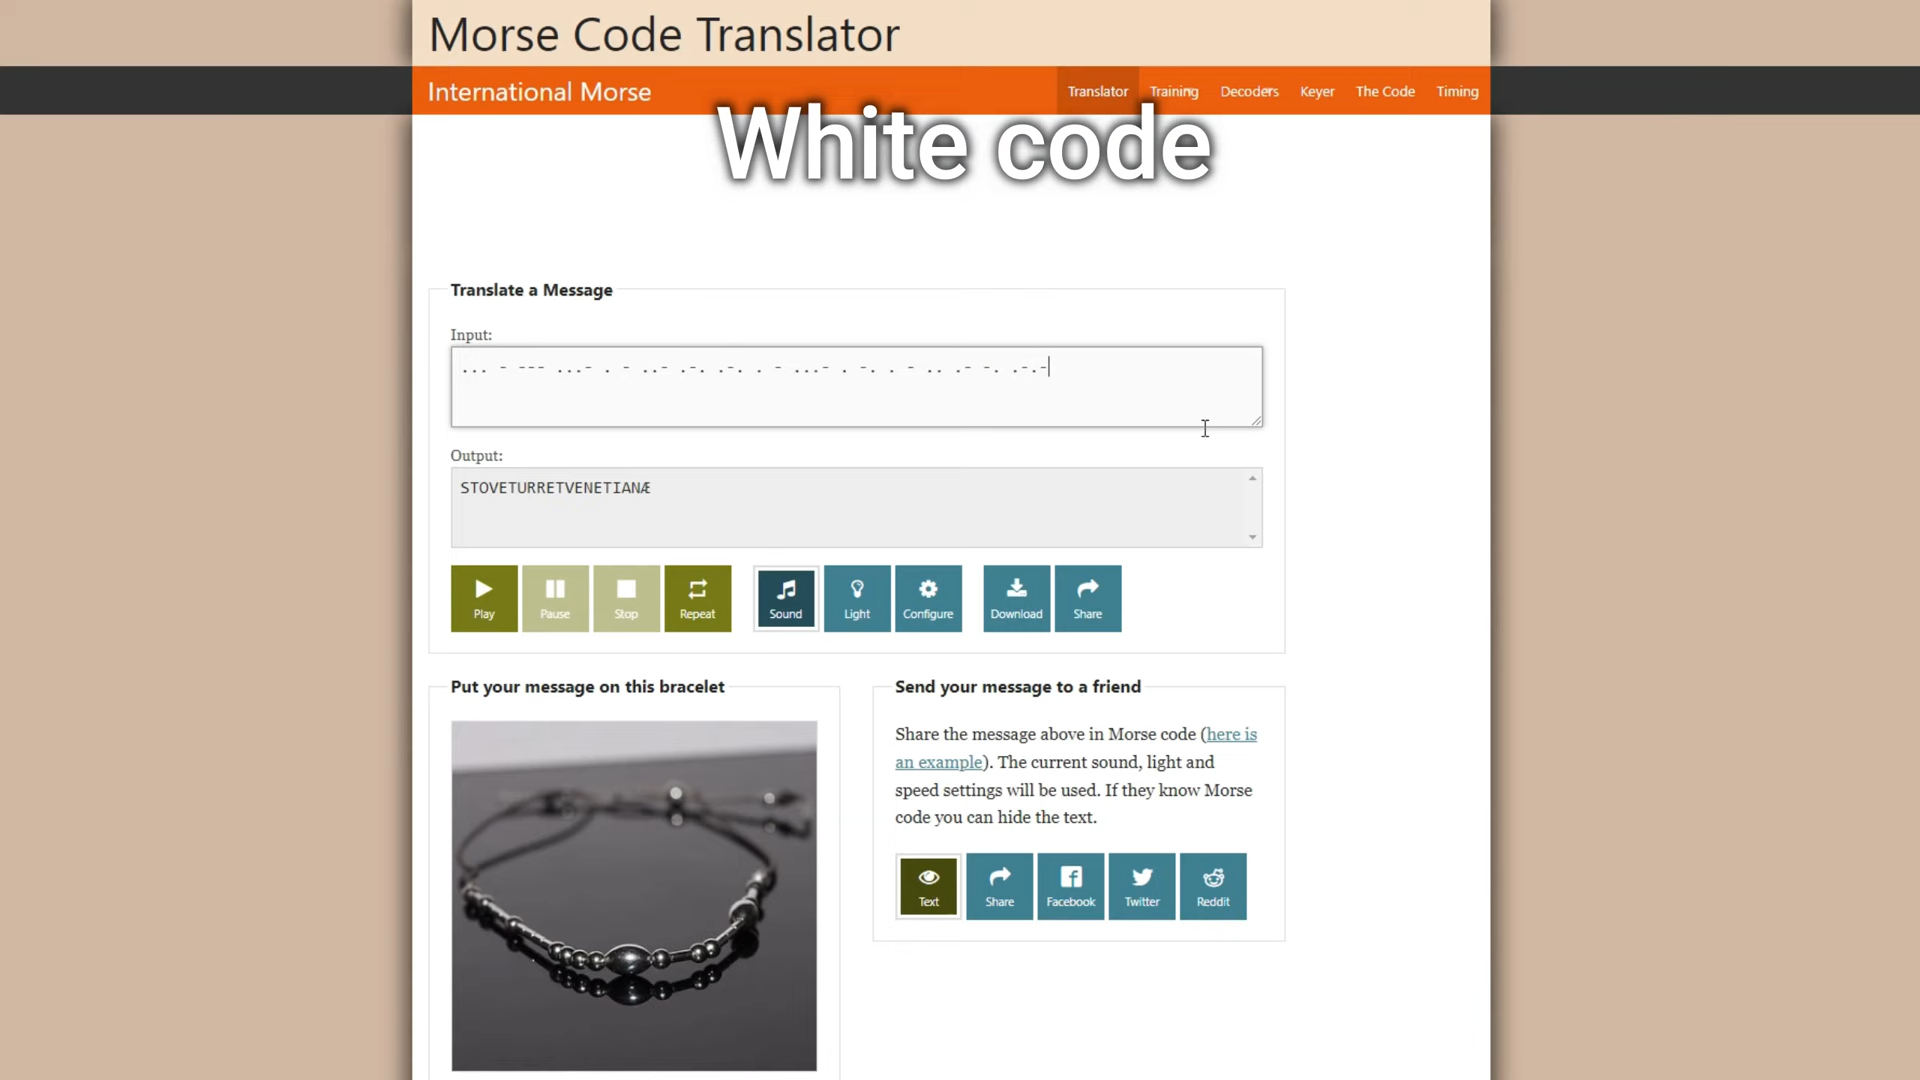 Morse Code Translator
International Morse
Translator Training Decoders Keyer The Code Timing
White code
Translate a Message
Input:
... - --- ...- . - ..- .-. .-. . - ...- . -. . - .. .- -. .-.-
Output:
STOVETURRETVENETIANÆ
Play Pause Stop Repeat Sound Light Configure Download Share
Put your message on this bracelet
Send your message to a friend
Share the message above in Morse code (here is
an example). The current sound, light and
speed settings will be used. If they know Morse
code you can hide the text.
Text Share Facebook Twitter Reddit